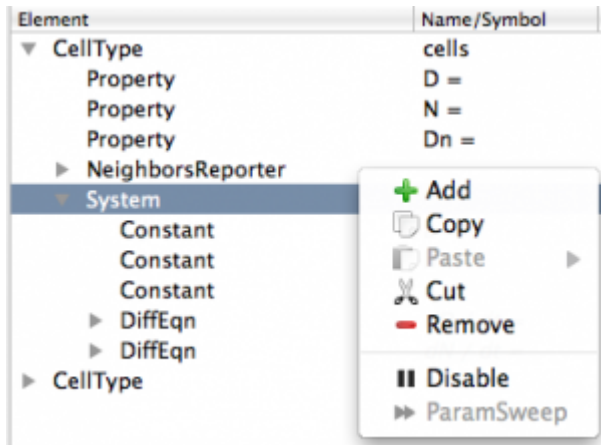 Element Name/Symbol
CellType cells
Property D =
Property N =
Property Dn =
NeighborsReporter
System
Add
Constant
Copy
Constant
Paste
Constant
Cut
DiffEqn
Remove
DiffEqn
CellType
Disable
ParamSweep